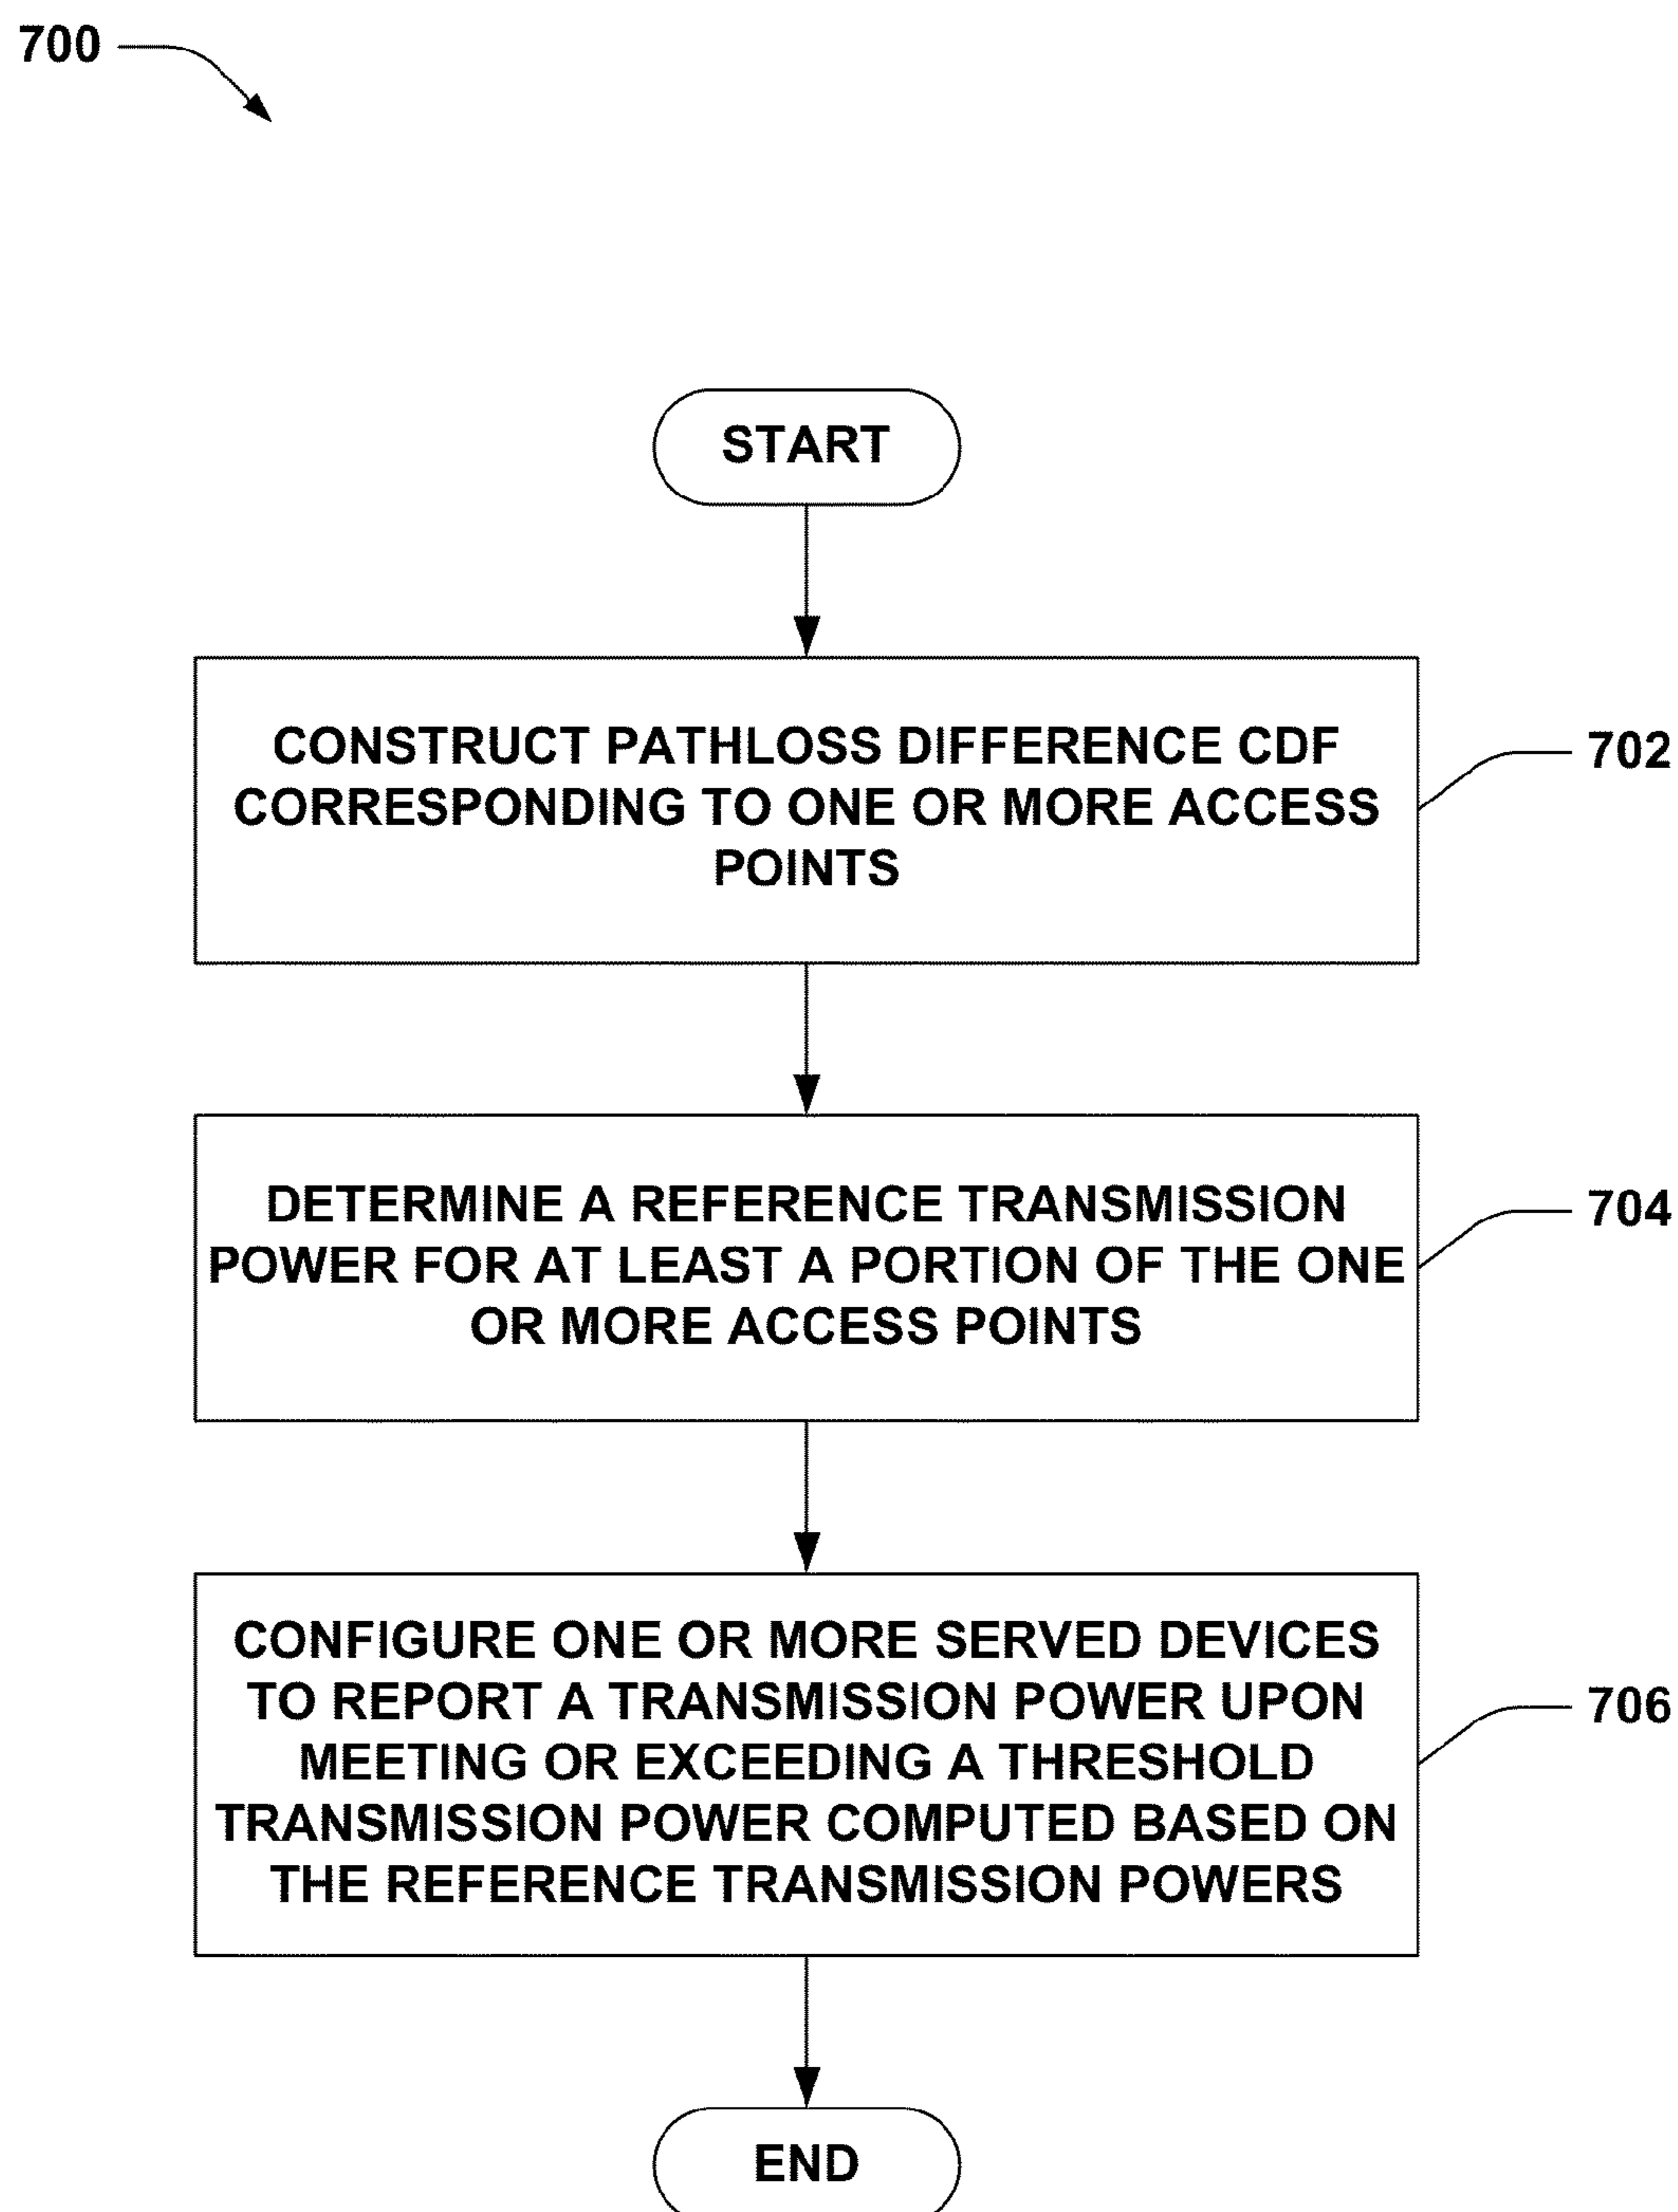 700
START
CONSTRUCT PATHLOSS DIFFERENCE CDF
CORRESPONDING TO ONE OR MORE ACCESS
POINTS
702
DETERMINE A REFERENCE TRANSMISSION
POWER FOR AT LEAST A PORTION OF THE ONE
OR MORE ACCESS POINTS
704
CONFIGURE ONE OR MORE SERVED DEVICES
TO REPORT A TRANSMISSION POWER UPON
MEETING OR EXCEEDING A THRESHOLD
TRANSMISSION POWER COMPUTED BASED ON
THE REFERENCE TRANSMISSION POWERS
706
END